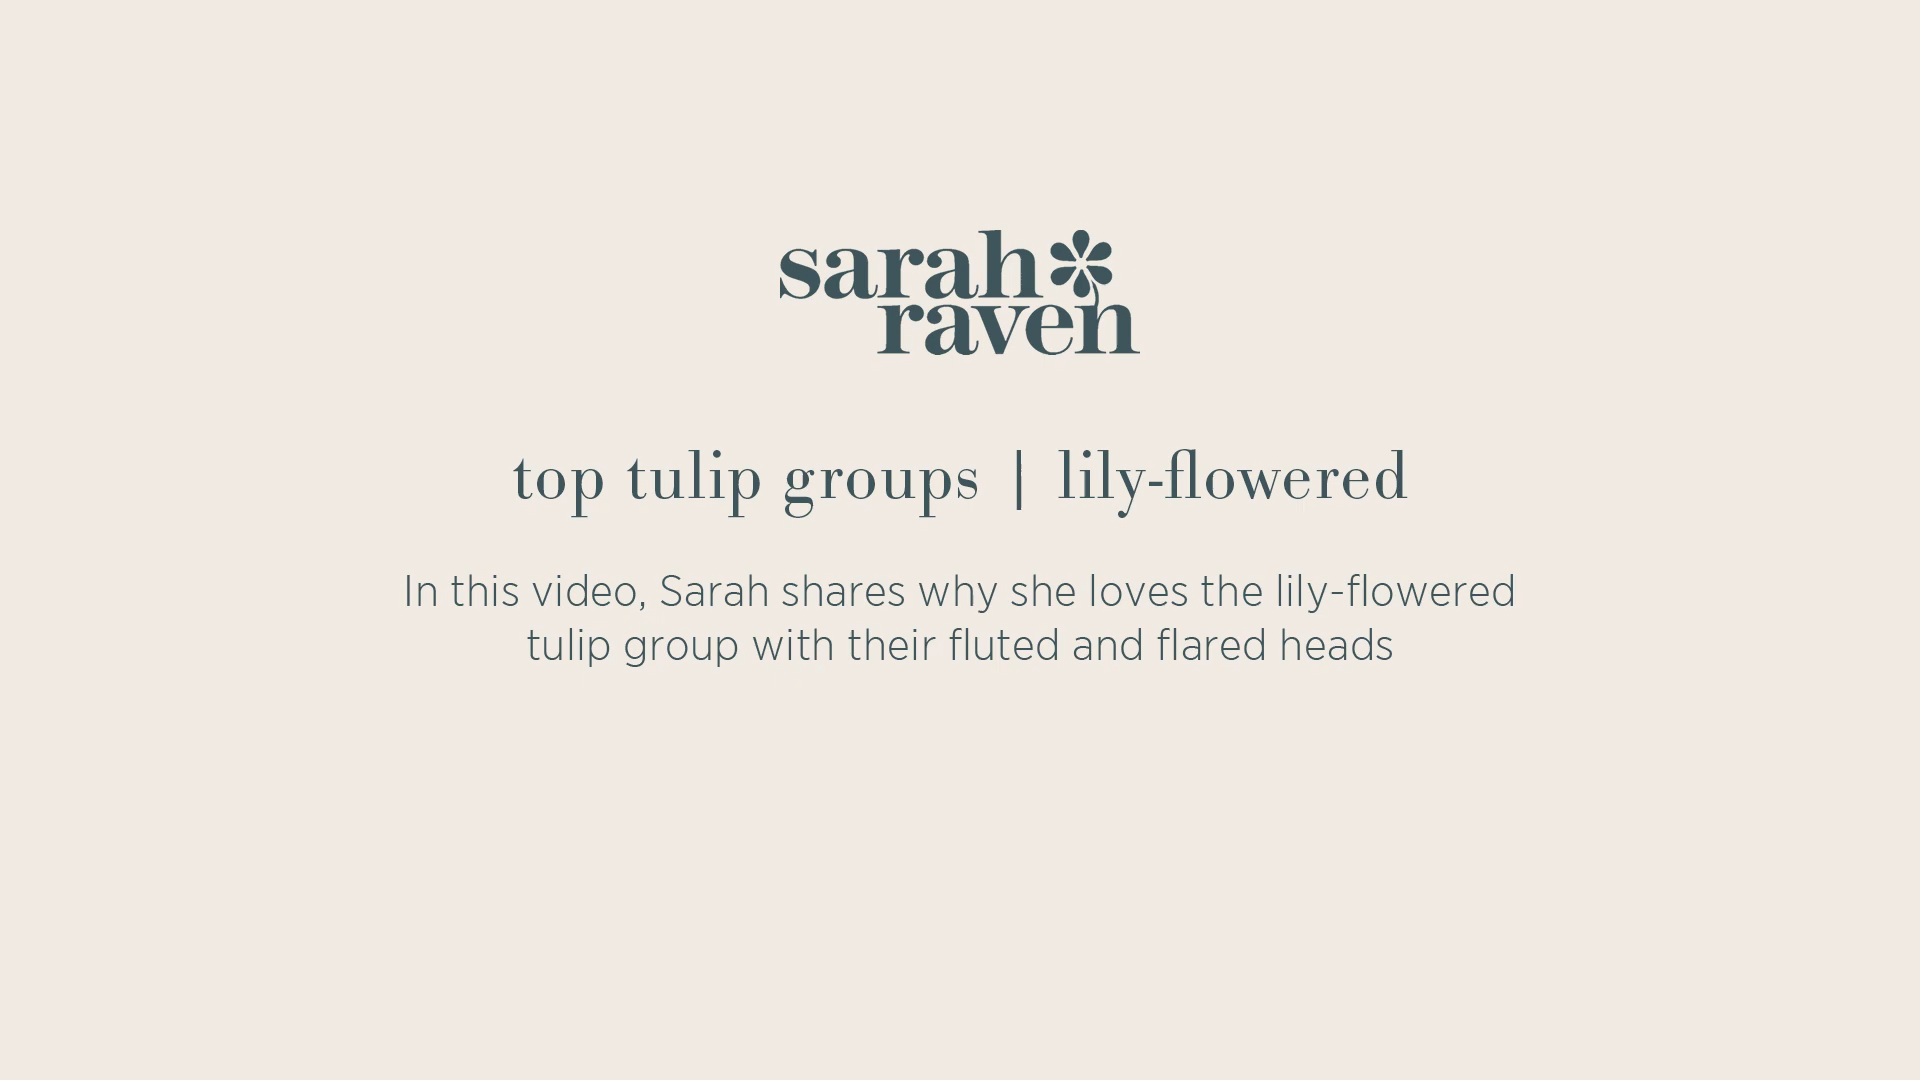 sarah
raven
top tulip groups | lily-flowered
In this video, Sarah shares why she loves the lily-flowered
tulip group with their fluted and flared heads